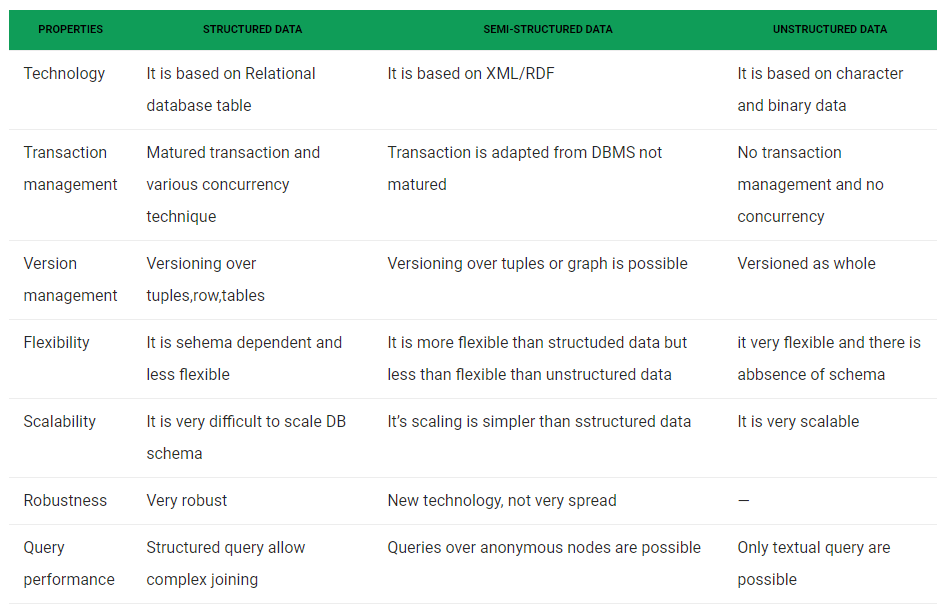 PROPERTIES STRUCTURED DATA SEMI-STRUCTURED DATA UNSTRUCTURED DATA
Technology It is based on Relational It is based on XML/RDF It is based on character
database table and binary data
Transaction Matured transaction and Transaction is adapted from DBMS not No transaction
management various concurrency matured management and no
technique concurrency
Version Versioning over Versioning over tuples or graph is possible Versioned as whole
management tuples,row,tables
Flexibility It is sehema dependent and It is more flexible than structuded data but it very flexible and there is
less flexible less than flexible than unstructured data abbsence of schema
Scalability It is very difficult to scale DB It’s scaling is simpler than sstructured data It is very scalable
schema
Robustness Very robust New technology, not very spread —
Query Structured query allow Queries over anonymous nodes are possible Only textual query are
performance complex joining possible